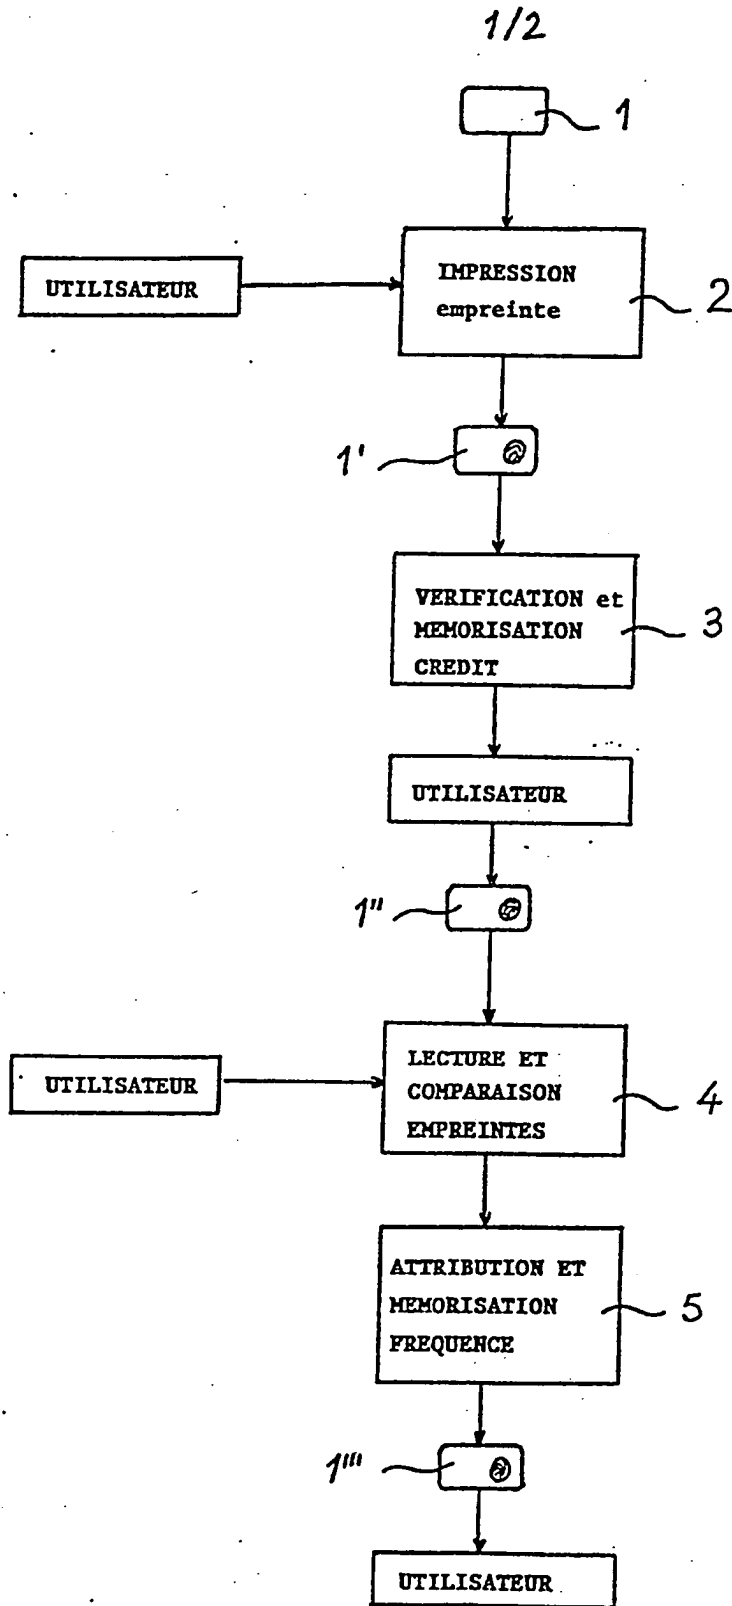 1/2
1
UTILISATEUR
IMPRESSION
empreinte
2
1'
VERIFICATION et
MEMORISATION
CREDIT
3
UTILISATEUR
1"
UTILISATEUR
LECTURE ET
COMPARAISON
EMPREINTES
4
ATTRIBUTION ET
MEMORISATION
FREQUENCE
5
1'''
UTILISATEUR